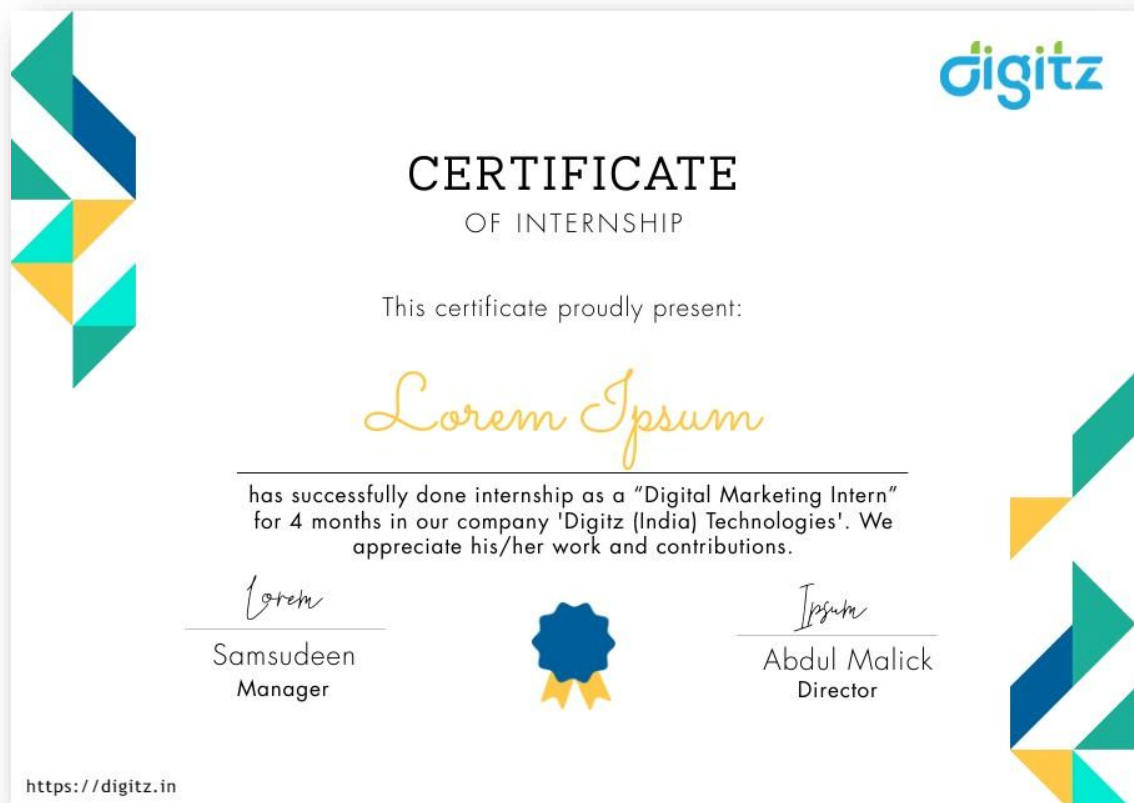 digitz
CERTIFICATE
OF INTERNSHIP
This certificate proudly present:
Lorem Ipsum
has successfully done internship as a “Digital Marketing Intern”
for 4 months in our company 'Digitz (India) Technologies'. We
appreciate his/her work and contributions.
Lorem
Ipsum
Samsudeen
Abdul Malick
Manager
Director
https://digitz.in